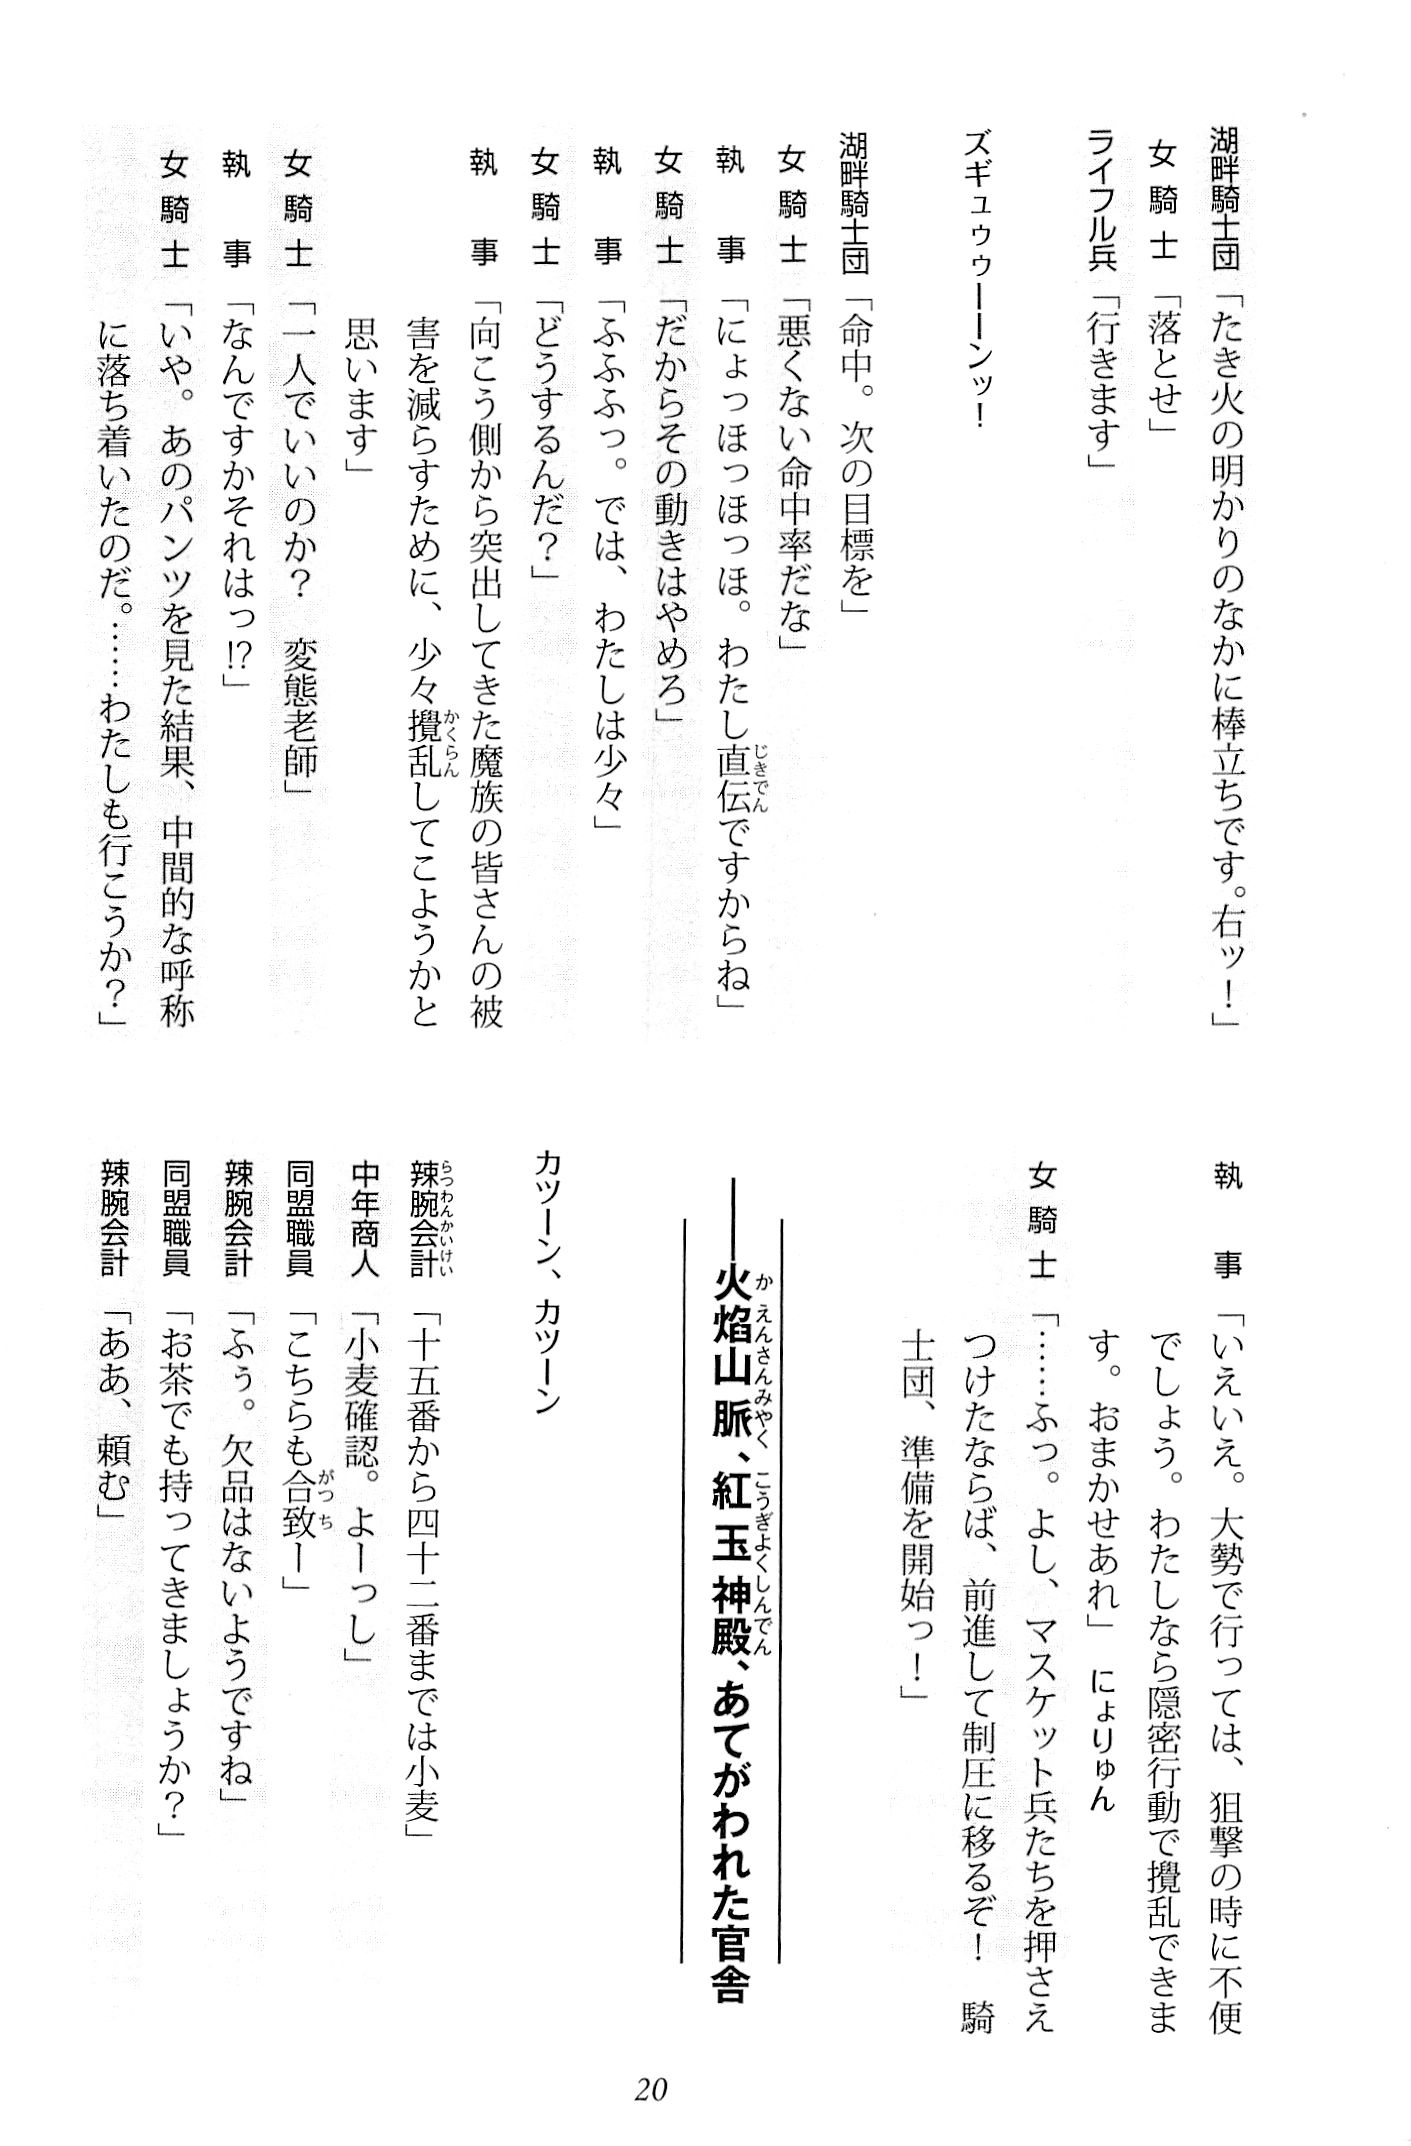 湖畔騎士団「たき火の明かりのなかに棒立ちです。右ッ！」
女騎士「落とせ」
ライフル兵「行きます」
ズギュゥゥーーンッ！
湖畔騎士団「命中。次の目標を」
女騎士「悪くない命中率だな」
執事「にょっほっほっほ。わたし直伝ですからね」
女騎士「だからその動きはやめろ」
執事「ふふふっ。では、わたしは少々」
女騎士「どうするんだ？」
執事「向こう側から突出してきた魔族の皆さんの被
害を減らすために、少々攪乱してこようかと
思います」
女騎士「一人でいいのか？　変態老師」
執事「なんですかそれはっ!?」
女騎士「いや。あのパンツを見た結果、中間的な呼称
に落ち着いたのだ。……わたしも行こうか？」
執事「いえいえ。大勢で行っては、狙撃の時に不便
でしょう。わたしなら隠密行動で攪乱できま
す。おまかせあれ」　にょりゅん
女騎士「……ふっ。よし、マスケット兵たちを押さえ
つけたならば、前進して制圧に移るぞ！　騎
士団、準備を開始っ！」
――火焰山脈、紅玉神殿、あてがわれた官舎
カツーン、カツーン
辣腕会計「十五番から四十二番までは小麦」
中年商人「小麦確認。よーっし」
同盟職員「こちらも合致ー」
辣腕会計「ふぅ。欠品はないようですね」
同盟職員「お茶でも持ってきましょうか？」
辣腕会計「ああ、頼む」
20